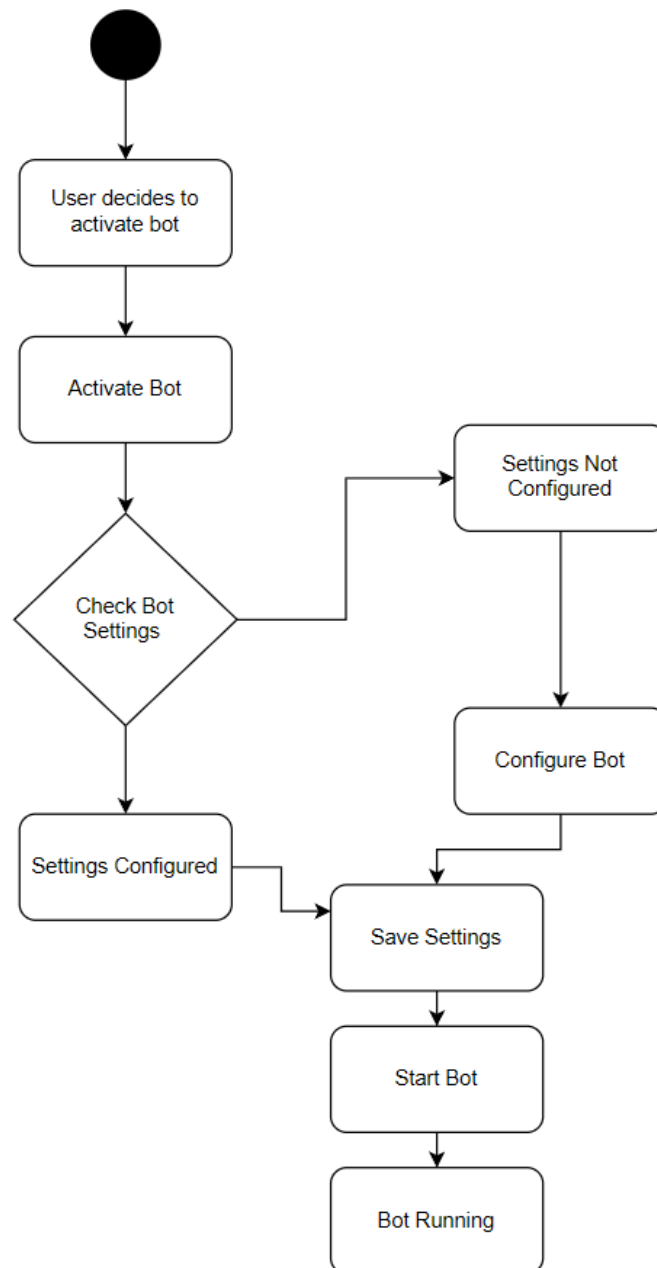 User decides to
activate bot
Activate Bot
Settings Not
Configured
Check Bot
Settings
Configure Bot
Settings Configured
Save Settings
Start Bot
Bot Running